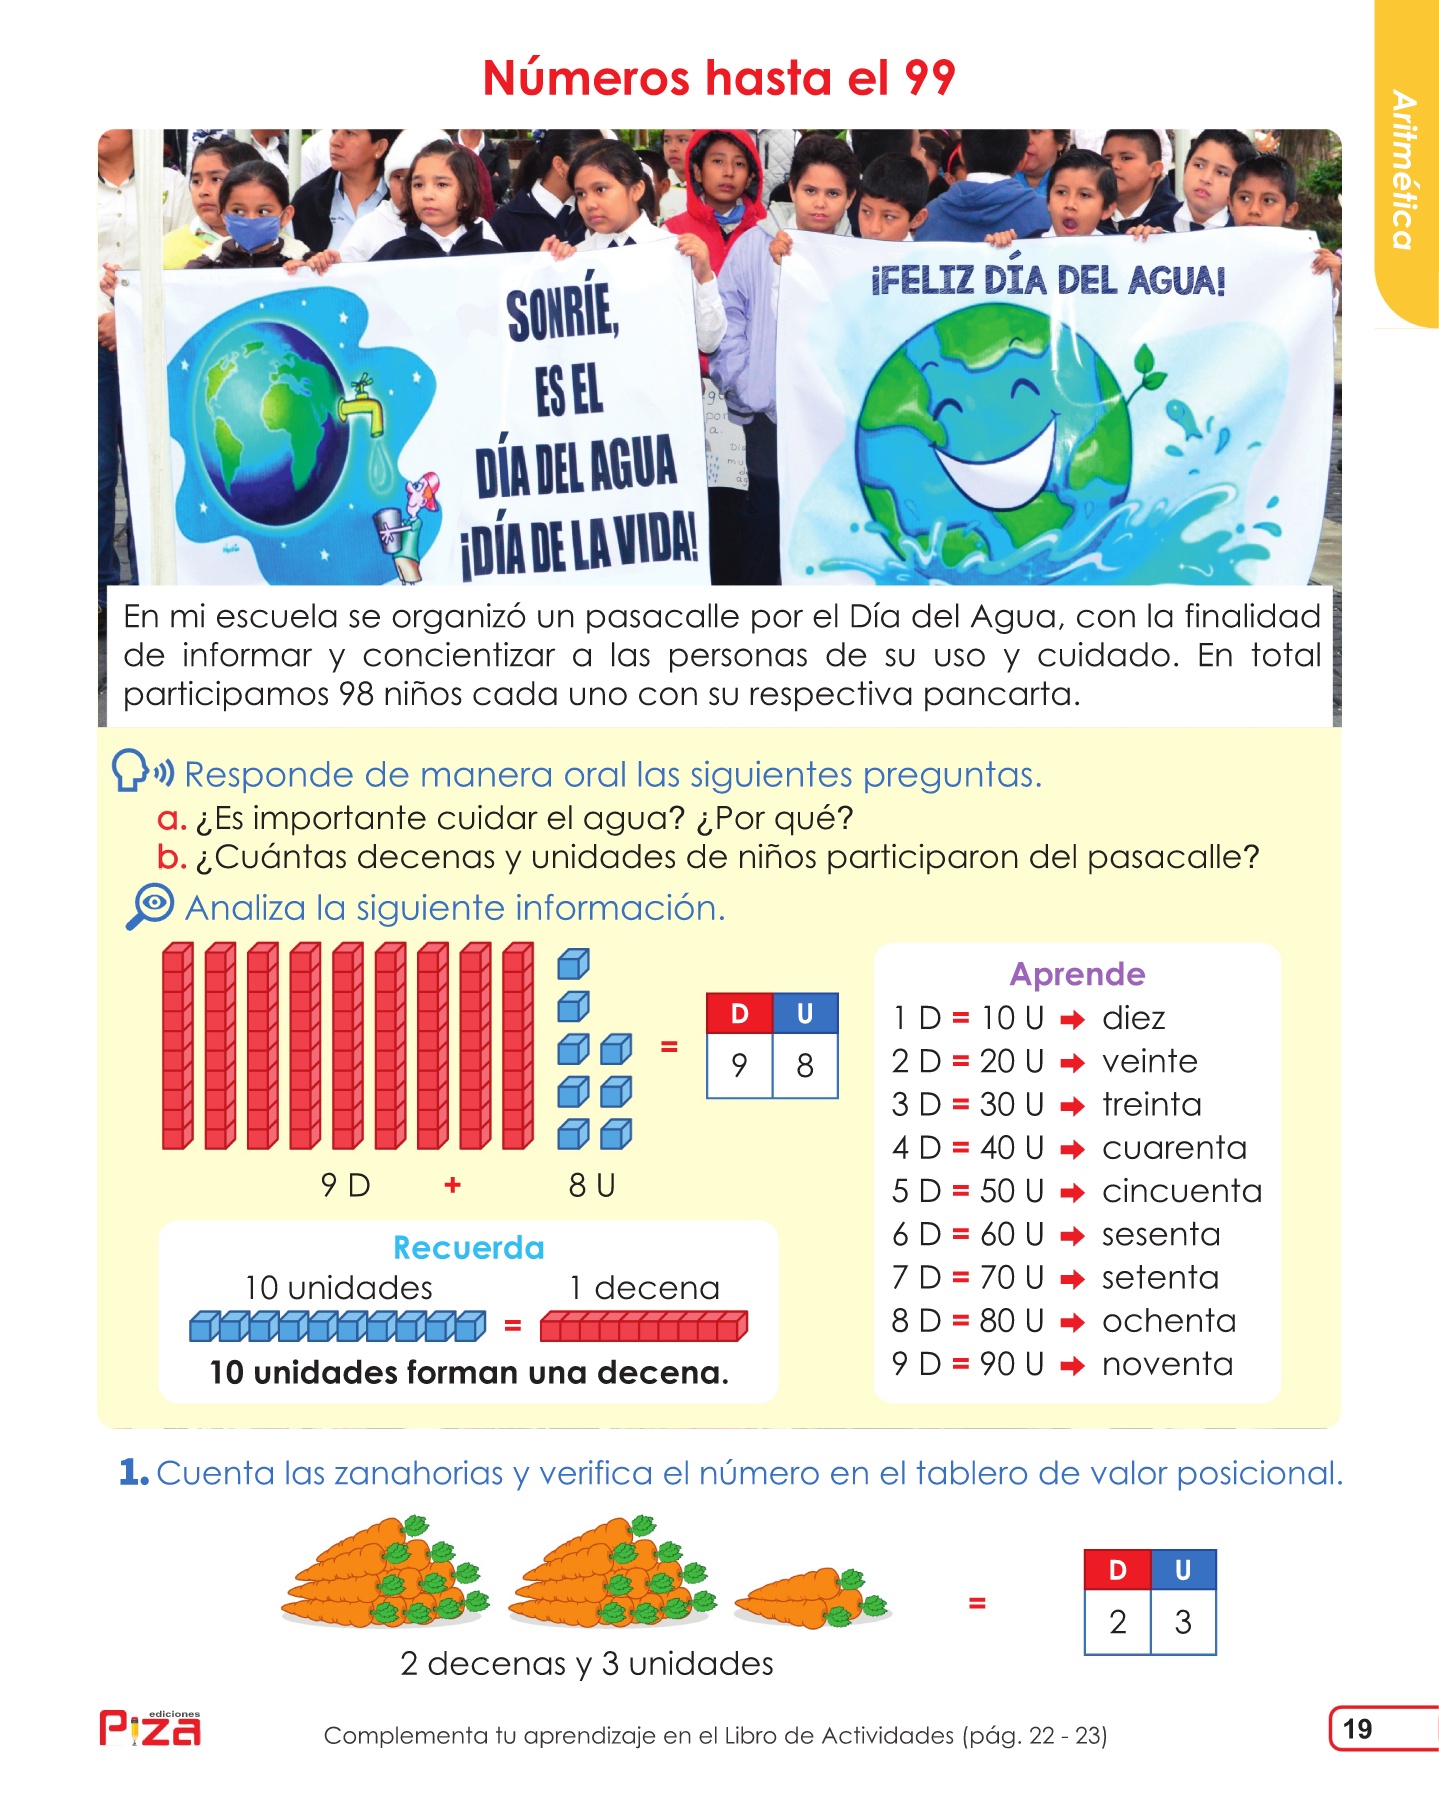 Números hasta el 99
Aritmética
SONRÍE,
ES EL
DÍA DEL AGUA
¡DÍA DE LA VIDA!
¡FELIZ DÍA DEL AGUA!
En mi escuela se organizó un pasacalle por el Día del Agua, con la finalidad
de informar y concientizar a las personas de su uso y cuidado. En total
participamos 98 niños cada uno con su respectiva pancarta.
Responde de manera oral las siguientes preguntas.
a. ¿Es importante cuidar el agua? ¿Por qué?
b. ¿Cuántas decenas y unidades de niños participaron del pasacalle?
Analiza la siguiente información.
=
D U
9 8
9 D + 8 U
Recuerda
10 unidades 1 decena
=
10 unidades forman una decena.
Aprende
1 D = 10 U ➡ diez
2 D = 20 U ➡ veinte
3 D = 30 U ➡ treinta
4 D = 40 U ➡ cuarenta
5 D = 50 U ➡ cincuenta
6 D = 60 U ➡ sesenta
7 D = 70 U ➡ setenta
8 D = 80 U ➡ ochenta
9 D = 90 U ➡ noventa
1. Cuenta las zanahorias y verifica el número en el tablero de valor posicional.
=
D U
2 3
2 decenas y 3 unidades
ediciones
Piza
Complementa tu aprendizaje en el Libro de Actividades (pág. 22 - 23)
19